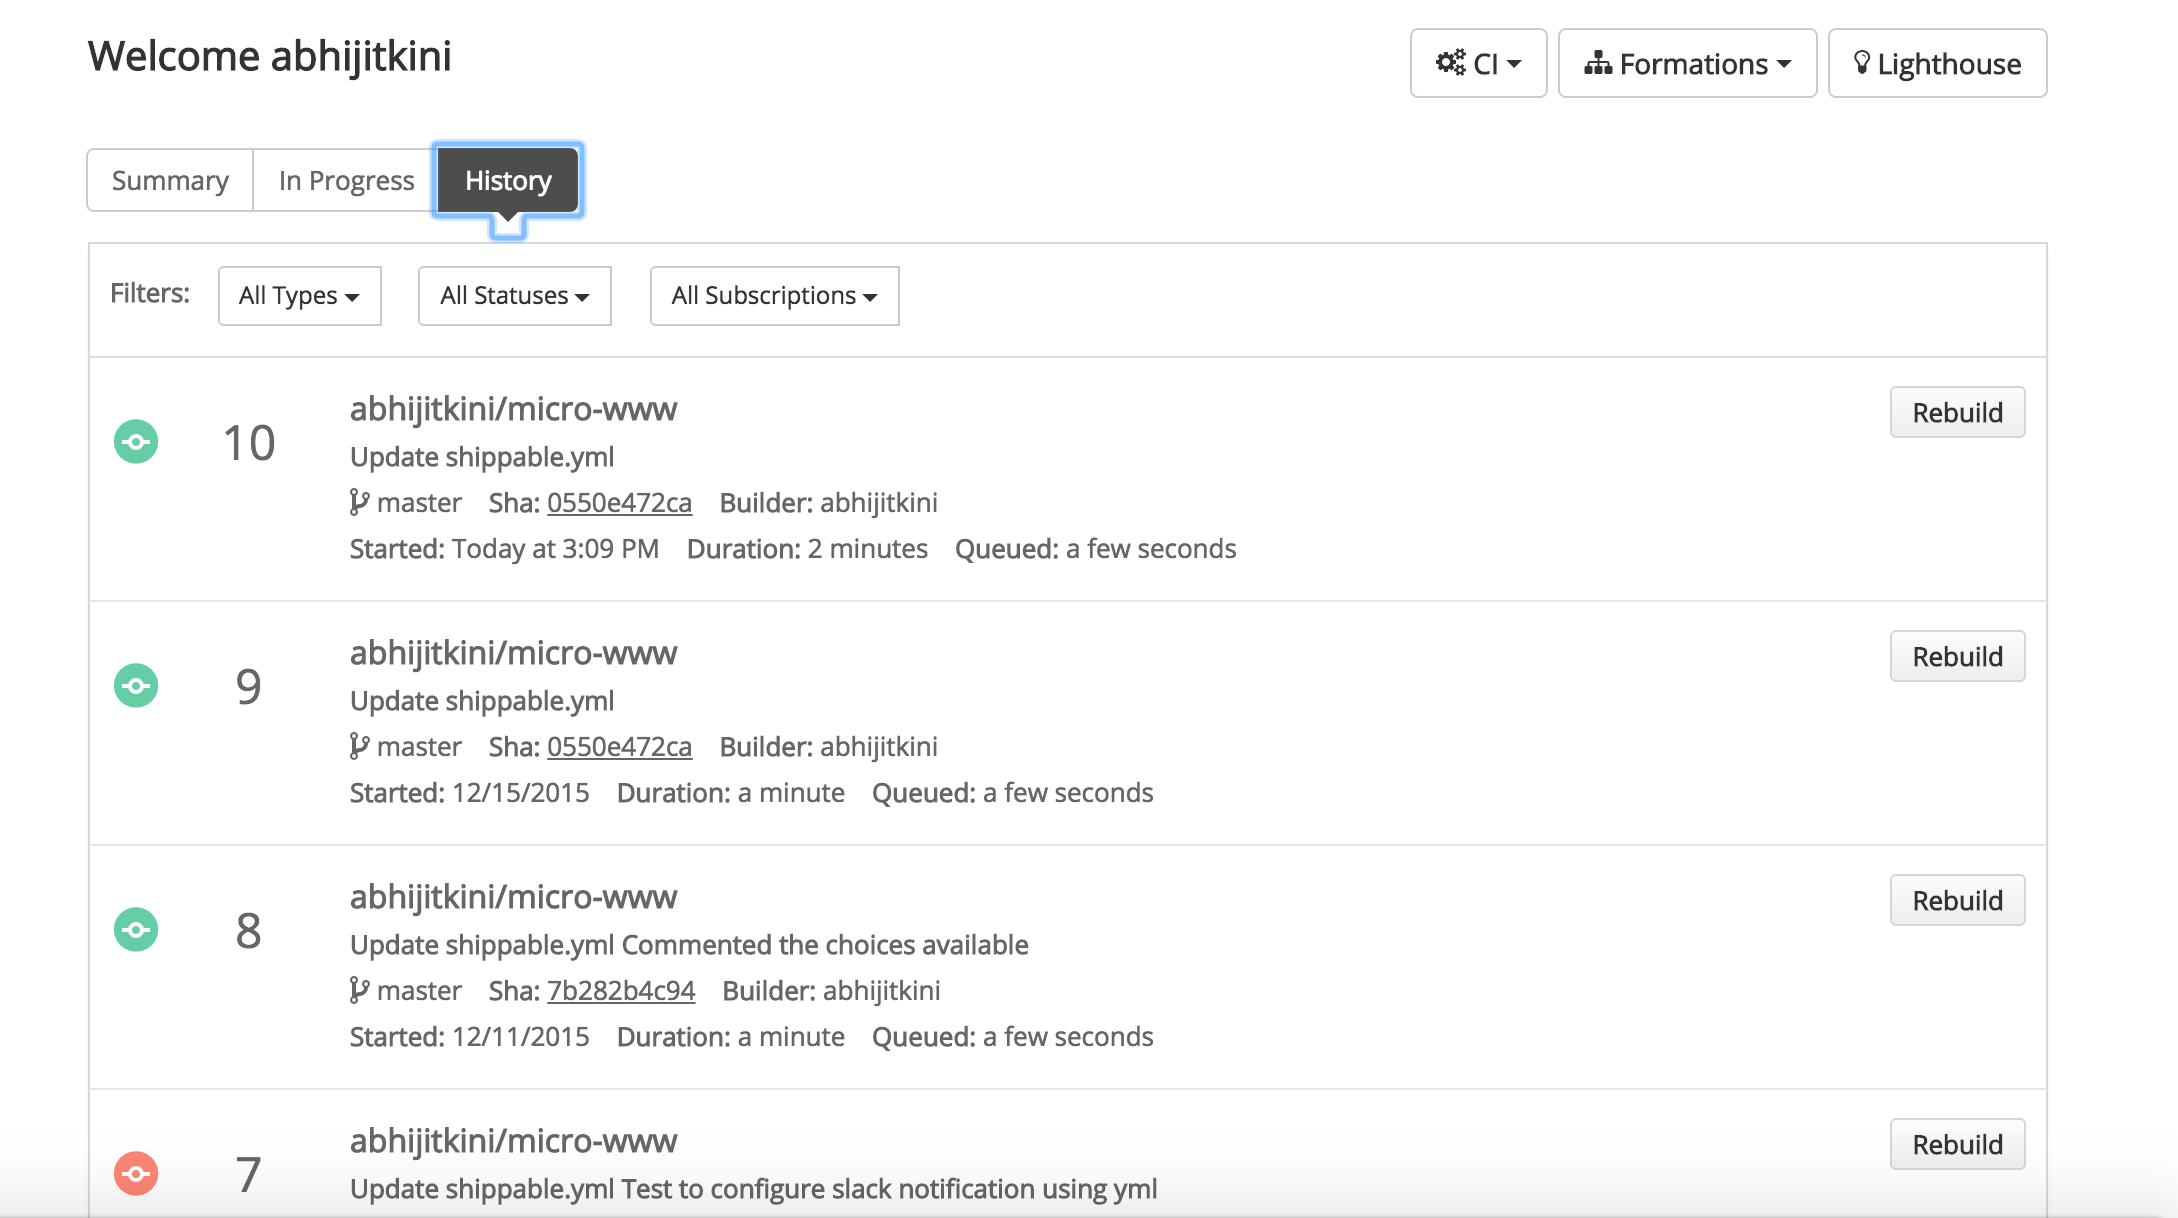 Welcome abhijitkini
CI
Formations
Lighthouse
Summary
In Progress
History
Filters:
All Types
All Statuses
All Subscriptions
10
abhijitkini/micro-www
Rebuild
Update shippable.yml
master Sha: 0550e472ca Builder: abhijitkini
Started: Today at 3:09 PM Duration: 2 minutes Queued: a few seconds
9
abhijitkini/micro-www
Rebuild
Update shippable.yml
master Sha: 0550e472ca Builder: abhijitkini
Started: 12/15/2015 Duration: a minute Queued: a few seconds
8
abhijitkini/micro-www
Rebuild
Update shippable.yml Commented the choices available
master Sha: 7b282b4c94 Builder: abhijitkini
Started: 12/11/2015 Duration: a minute Queued: a few seconds
7
abhijitkini/micro-www
Rebuild
Update shippable.yml Test to configure slack notification using yml